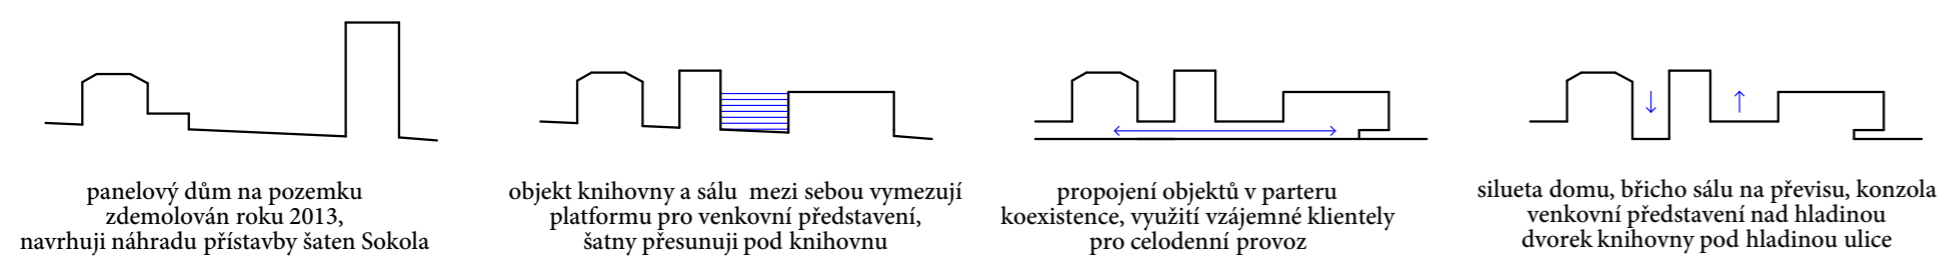 panelový dům na pozemku
zdemolován roku 2013,
navrhuji náhradu přístavby šaten Sokola
objekt knihovny a sálu mezi sebou vymezují
platformu pro venkovní představení,
šatny přesunuji pod knihovnu
propojení objektů v parteru
koexistence, využití vzájemné klientely
pro celodenní provoz
silueta domu, břicho sálu na převisu, konzola
venkovní představení nad hladinou
dvorek knihovny pod hladinou ulice